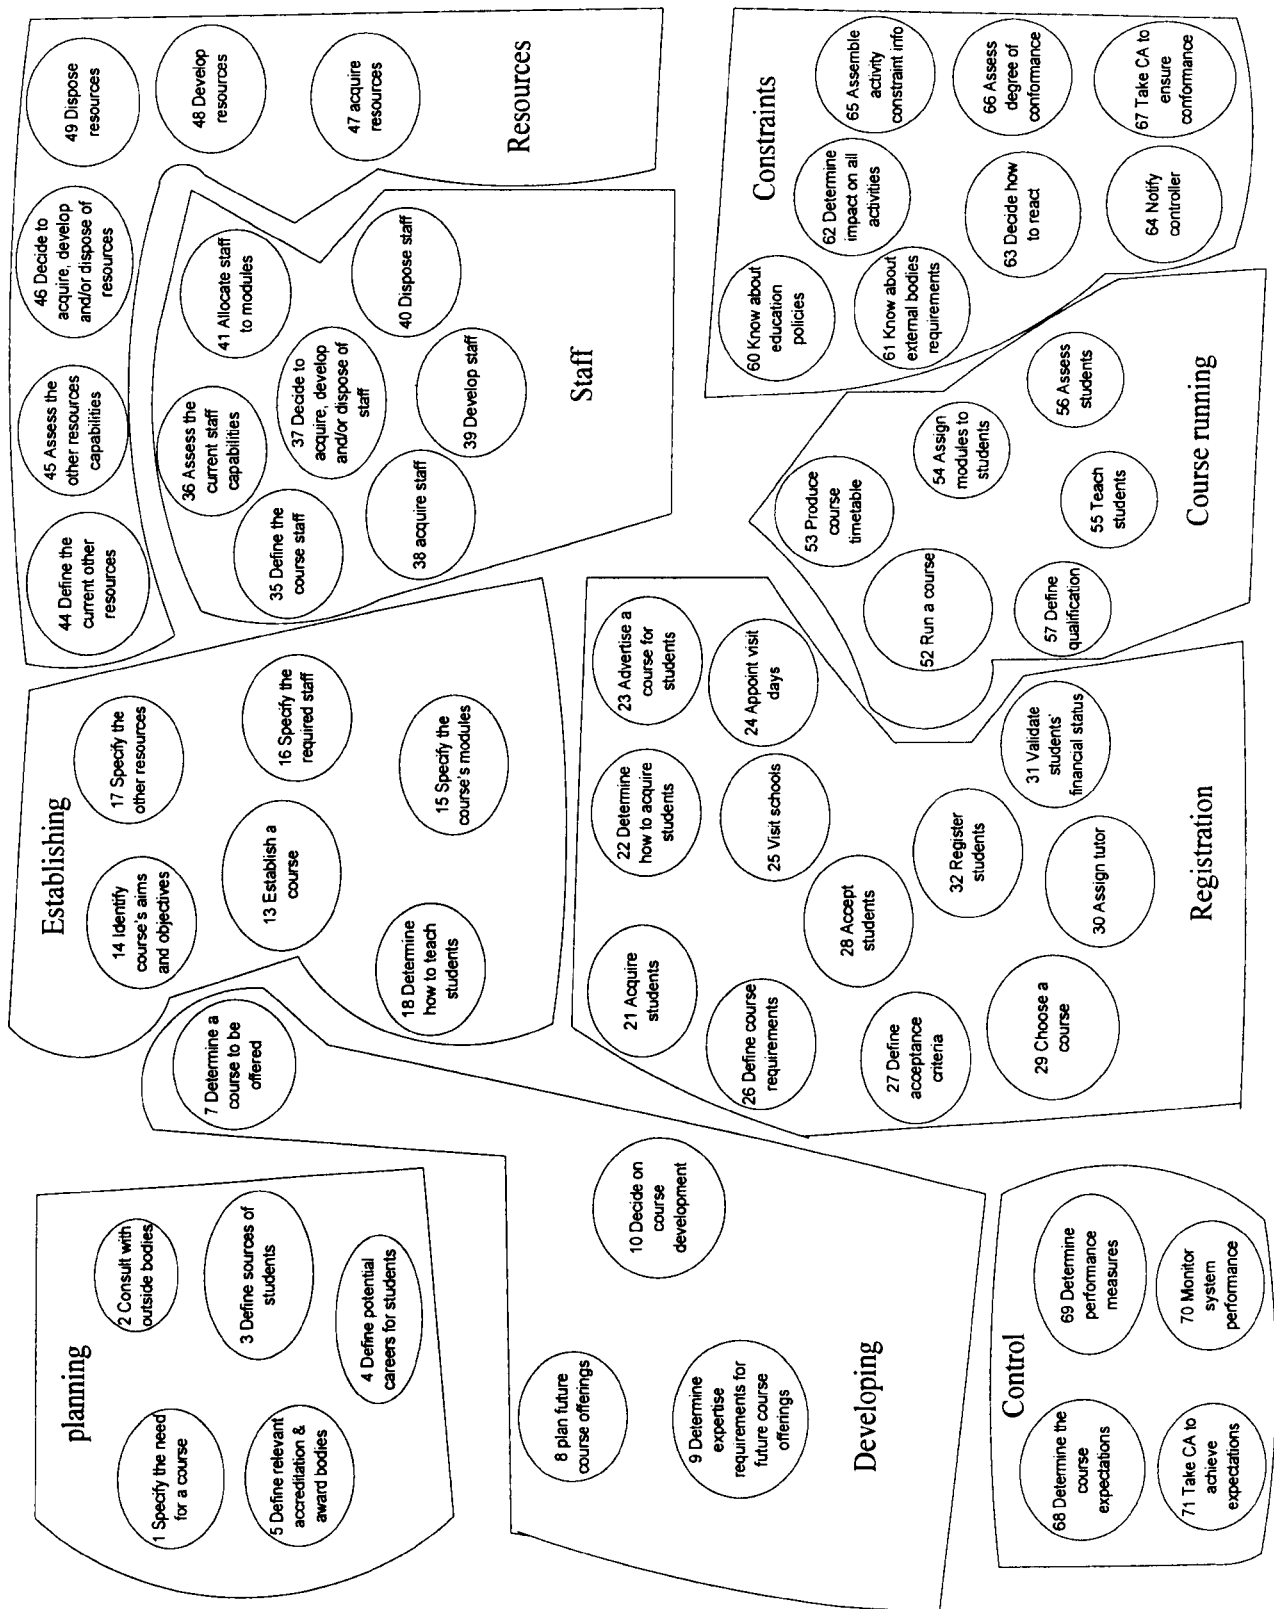 planning
1 Specify the need
for a course
2 Consult with
outside bodies
3 Define sources of
students
4 Define potential
careers for students
5 Define relevant
accreditation &
award bodies
Establishing
7 Determine a
course to be
offered
14 Identify
course's aims
and objectives
17 Specify the
other resources
13 Establish a
course
16 Specify the
required staff
18 Determine
how to teach
students
15 Specify the
course's modules
44 Define the
current other
resources
45 Assess the
other resources
capabilities
46 Decide to
acquire, develop
and/or dispose of
resources
49 Dispose
resources
48 Develop
resources
47 acquire
resources
Resources
36 Assess the
current staff
capabilities
41 Allocate staff
to modules
35 Define the
course staff
37 Decide to
acquire, develop
and/or dispose of
staff
40 Dispose staff
38 acquire staff
39 Develop staff
Staff
8 plan future
course offerings
10 Decide on
course
development
9 Determine
expertise
requirements for
future course
offerings
Developing
21 Acquire
students
22 Determine
how to acquire
students
23 Advertise a
course for
students
26 Define course
requirements
25 Visit schools
24 Appoint visit
days
28 Accept
students
27 Define
acceptance
criteria
32 Register
students
31 Validate
students'
financial status
29 Choose a
course
30 Assign tutor
Registration
53 Produce
course
timetable
52 Run a course
54 Assign
modules to
students
57 Define
qualification
55 Teach
students
56 Assess
students
Course running
Constraints
60 Know about
education
policies
62 Determine
impact on all
activities
65 Assemble
activity
constraint info
61 Know about
external bodies
requirements
63 Decide how
to react
66 Assess
degree of
conformance
64 Notify
controller
67 Take CA to
ensure
conformance
Control
68 Determine the
course
expectations
69 Determine
performance
measures
71 Take CA to
achieve
expectations
70 Monitor
system
performance